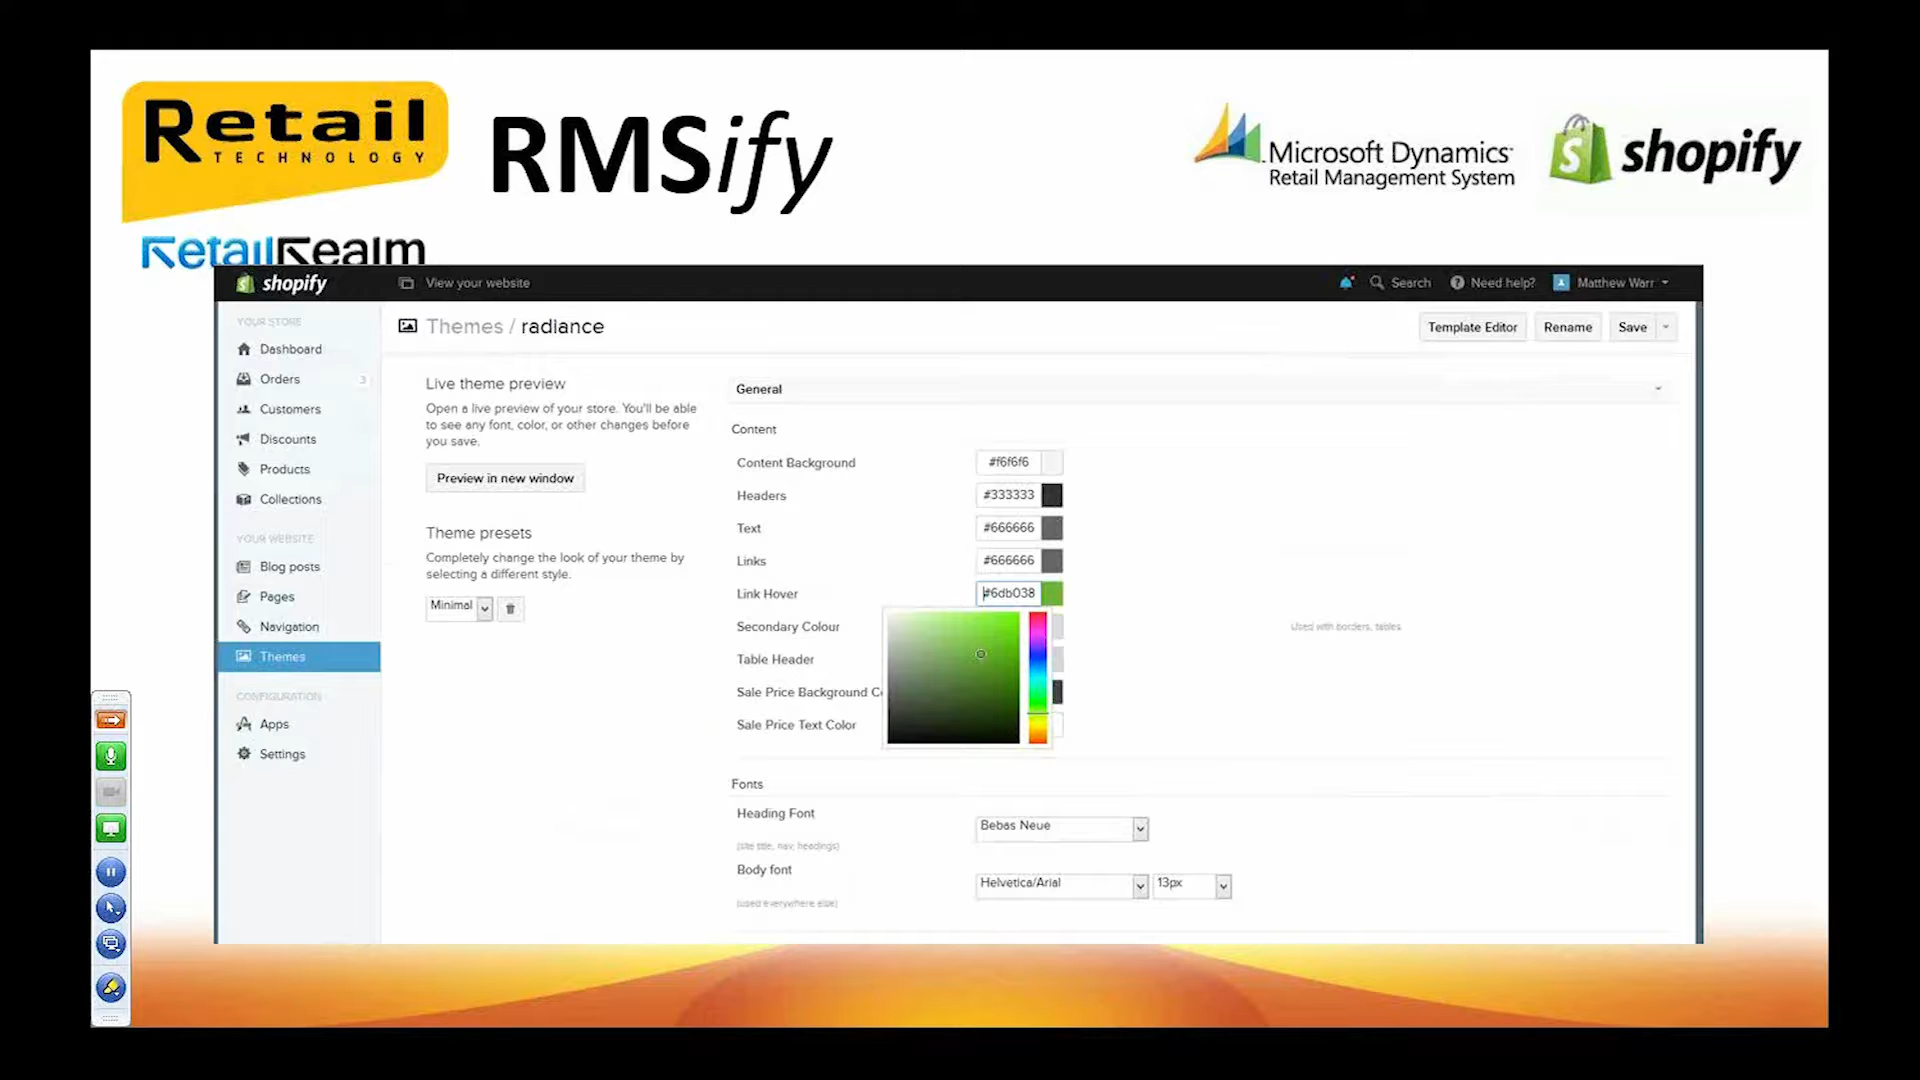 Retail
TECHNOLOGY
RMSify
Microsoft Dynamics
Retail Management System
shopify
RetailRealm
shopify
View your website
Search
Need help?
Matthew Warr
YOUR STORE
Dashboard
Orders 3
Customers
Discounts
Products
Collections
YOUR WEBSITE
Blog posts
Pages
Navigation
Themes
CONFIGURATION
Apps
Settings
Themes / radiance
Template Editor
Rename
Save
Live theme preview
Open a live preview of your store. You'll be able
to see any font, color, or other changes before
you save.
Preview in new window
Theme presets
Completely change the look of your theme by
selecting a different style.
Minimal
General
Content
Content Background #f6f6f6
Headers #333333
Text #666666
Links #666666
Link Hover #6db038
Secondary Colour
Used with borders, tables
Table Header
Sale Price Background C
Sale Price Text Color
Fonts
Heading Font
Bebas Neue
(site title, nav, headings)
Body font
Helvetica/Arial 13px
(used everywhere else)